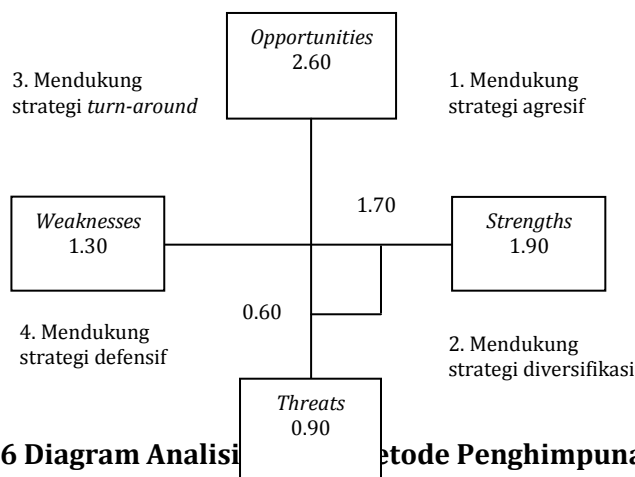 Opportunities
2.60
3. Mendukung
strategi turn-around
1. Mendukung
strategi agresif
1.70
Weaknesses
1.30
Strengths
1.90
0.60
4. Mendukung
strategi defensif
2. Mendukung
strategi diversifikasi
Threats
0.90
6 Diagram Analisi etode Penghimpuna